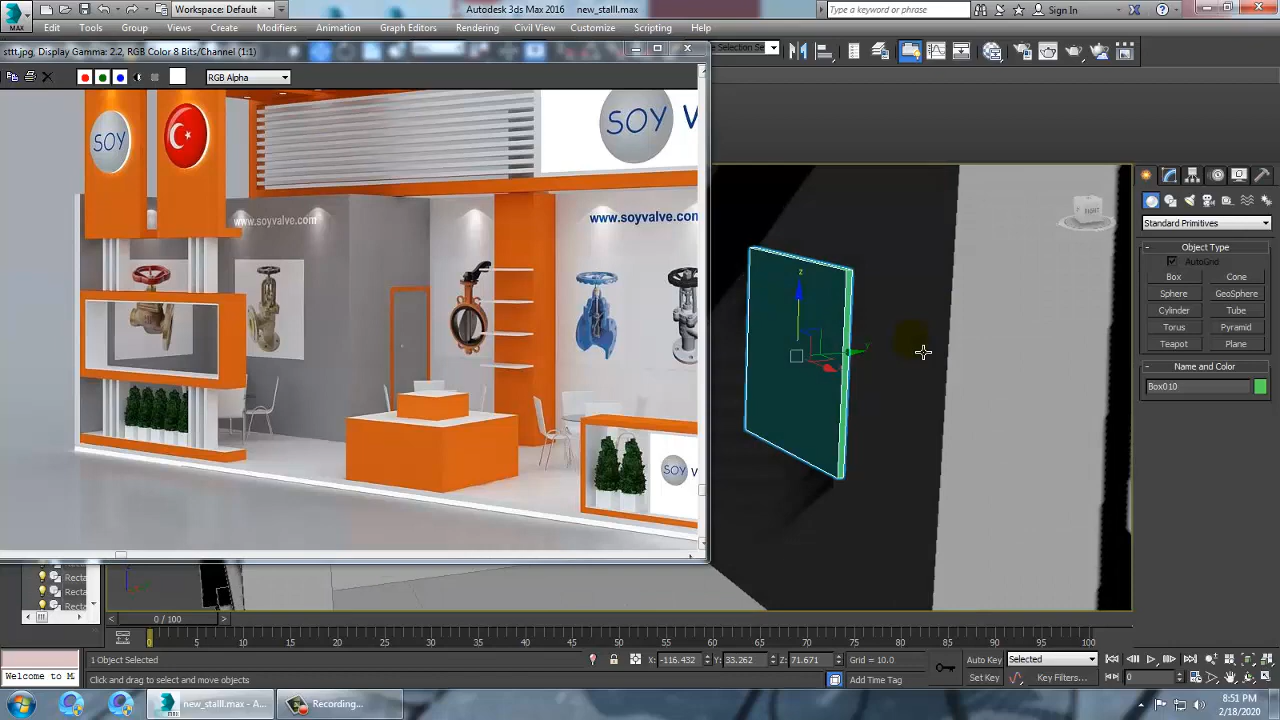 Workspace: Default
Autodesk 3ds Max 2016 new_stalll.max
Type a keyword or phrase
Sign In
MAX
Edit Tools Group Views Create Modifiers Animation Graph Editors Rendering Civil View Customize Scripting Help
sttt.jpg, Display Gamma: 2.2, RGB Color 8 Bits/Channel (1:1)
RGB Alpha
SOY
SOY V
www.soyvalve.com
www.soyvalve.com
SOY V
RIGHT
z
y
Standard Primitives
Object Type
AutoGrid
Box Cone
Sphere GeoSphere
Cylinder Tube
Torus Pyramid
Teapot Plane
Name and Color
Box010
Recta
Recta
Recta
0 / 100
0 5 10 15 20 25 30 35 40 45 50 55 60 65 70 75 80 85 90 95 100
1 Object Selected
X: -116.432 Y: 33.262 Z: 71.671 Grid = 10.0
Auto Key Selected
Welcome to M
Click and drag to select and move objects
Add Time Tag
Set Key Key Filters...
0
new_stalll.max - A...
Recording...
8:51 PM
2/18/2020